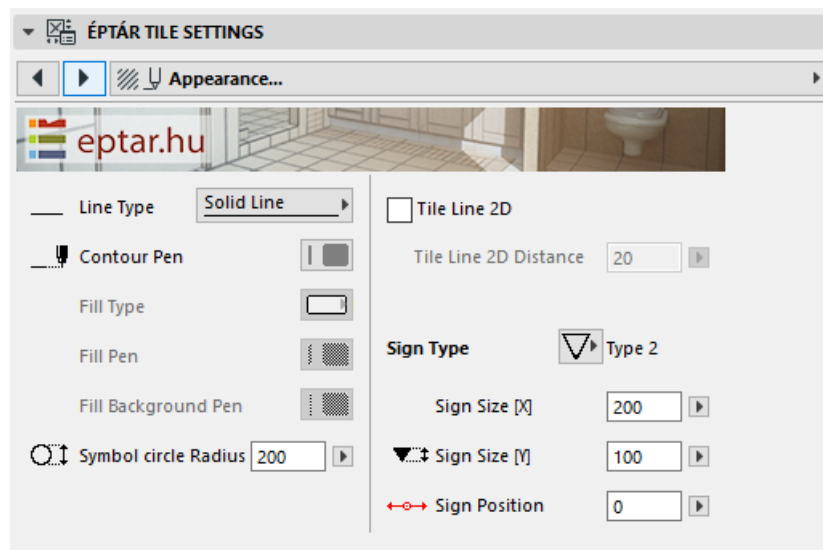 ÉPTÁR TILE SETTINGS
Appearance...
eptar.hu
Line Type
Solid Line
Contour Pen
Fill Type
Fill Pen
Fill Background Pen
Symbol circle Radius 200
Tile Line 2D
Tile Line 2D Distance 20
Sign Type
Type 2
Sign Size [X] 200
Sign Size [Y] 100
Sign Position 0